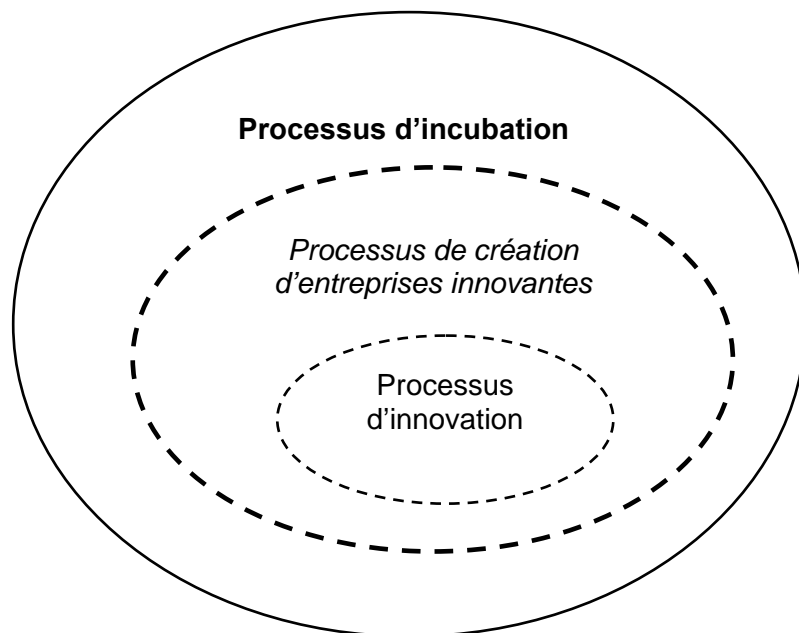 Processus d’incubation
Processus de création
d’entreprises innovantes
Processus
d’innovation